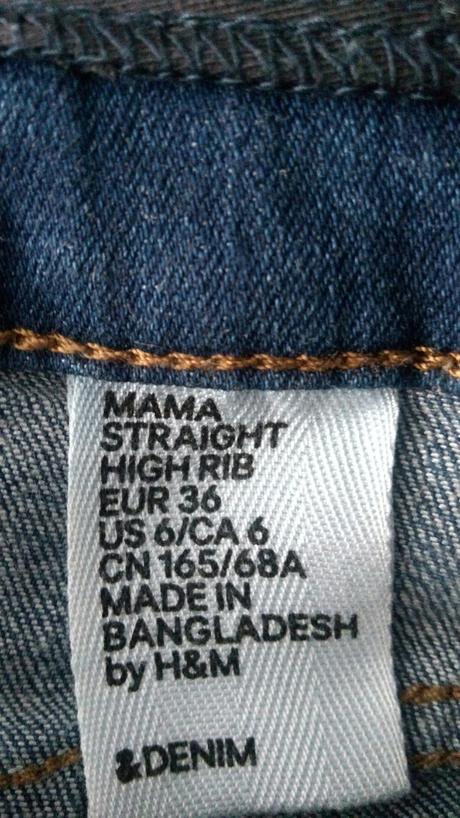 MAMA
STRAIGHT
HIGH RIB
EUR 36
US 6/CA 6
CN 165/68A
MADE IN
BANGLADESH
by H&M
&DENIM